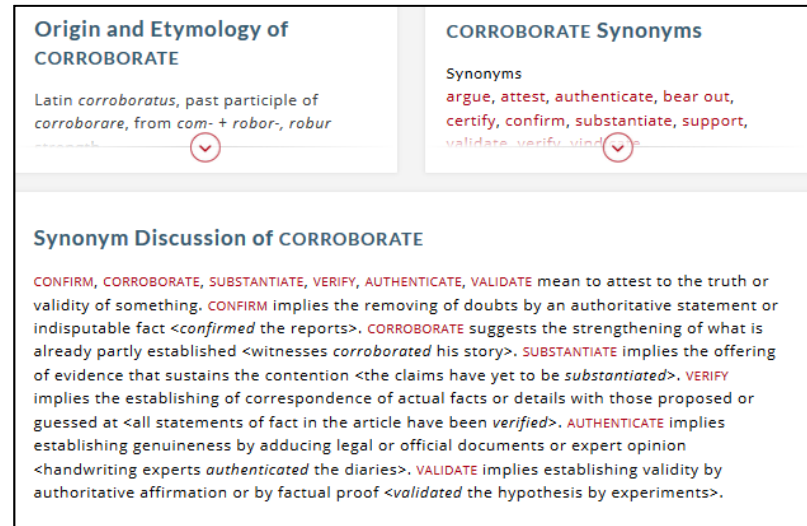 Origin and Etymology of
CORROBORATE
Latin corroboratus, past participle of
corroborare, from com- + robor-, robur
strength
CORROBORATE Synonyms
Synonyms
argue, attest, authenticate, bear out,
certify, confirm, substantiate, support,
validate, verify, vindicate
Synonym Discussion of CORROBORATE
CONFIRM, CORROBORATE, SUBSTANTIATE, VERIFY, AUTHENTICATE, VALIDATE mean to attest to the truth or
validity of something. CONFIRM implies the removing of doubts by an authoritative statement or
indisputable fact <confirmed the reports>. CORROBORATE suggests the strengthening of what is
already partly established <witnesses corroborated his story>. SUBSTANTIATE implies the offering
of evidence that sustains the contention <the claims have yet to be substantiated>. VERIFY
implies the establishing of correspondence of actual facts or details with those proposed or
guessed at <all statements of fact in the article have been verified>. AUTHENTICATE implies
establishing genuineness by adducing legal or official documents or expert opinion
<handwriting experts authenticated the diaries>. VALIDATE implies establishing validity by
authoritative affirmation or by factual proof <validated the hypothesis by experiments>.